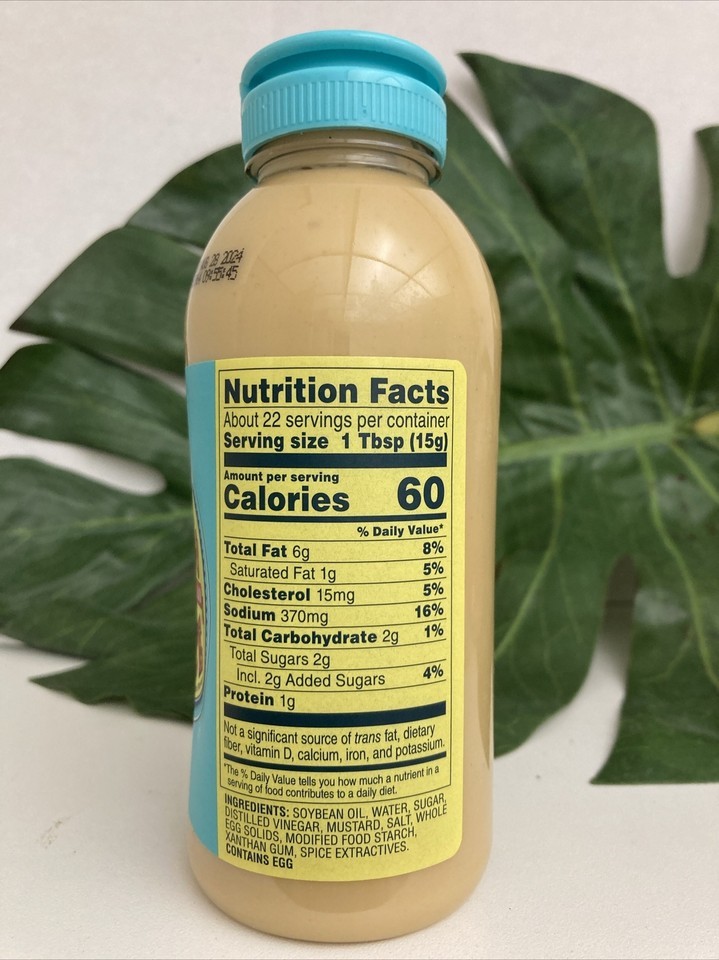 28 2024
09:55:45
Nutrition Facts
About 22 servings per container
Serving size 1 Tbsp (15g)
Amount per serving
Calories 60
% Daily Value*
Total Fat 6g 8%
Saturated Fat 1g 5%
Cholesterol 15mg 5%
Sodium 370mg 16%
Total Carbohydrate 2g 1%
Total Sugars 2g
Incl. 2g Added Sugars 4%
Protein 1g
Not a significant source of trans fat, dietary
fiber, vitamin D, calcium, iron, and potassium.
*The % Daily Value tells you how much a nutrient in a
serving of food contributes to a daily diet.
INGREDIENTS: SOYBEAN OIL, WATER, SUGAR,
DISTILLED VINEGAR, MUSTARD, SALT, WHOLE
EGG SOLIDS, MODIFIED FOOD STARCH,
XANTHAN GUM, SPICE EXTRACTIVES.
CONTAINS EGG